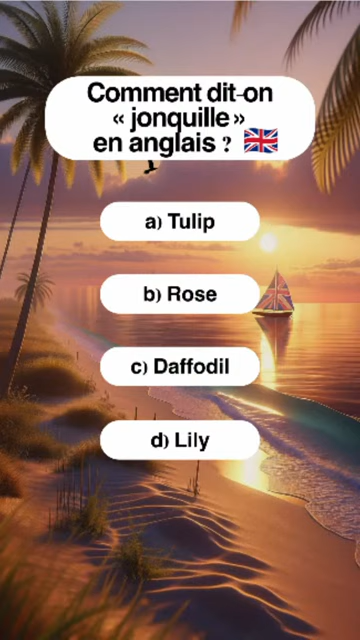 Comment dit-on
« jonquille »
en anglais ? 🇬🇧
a) Tulip
b) Rose
c) Daffodil
d) Lily